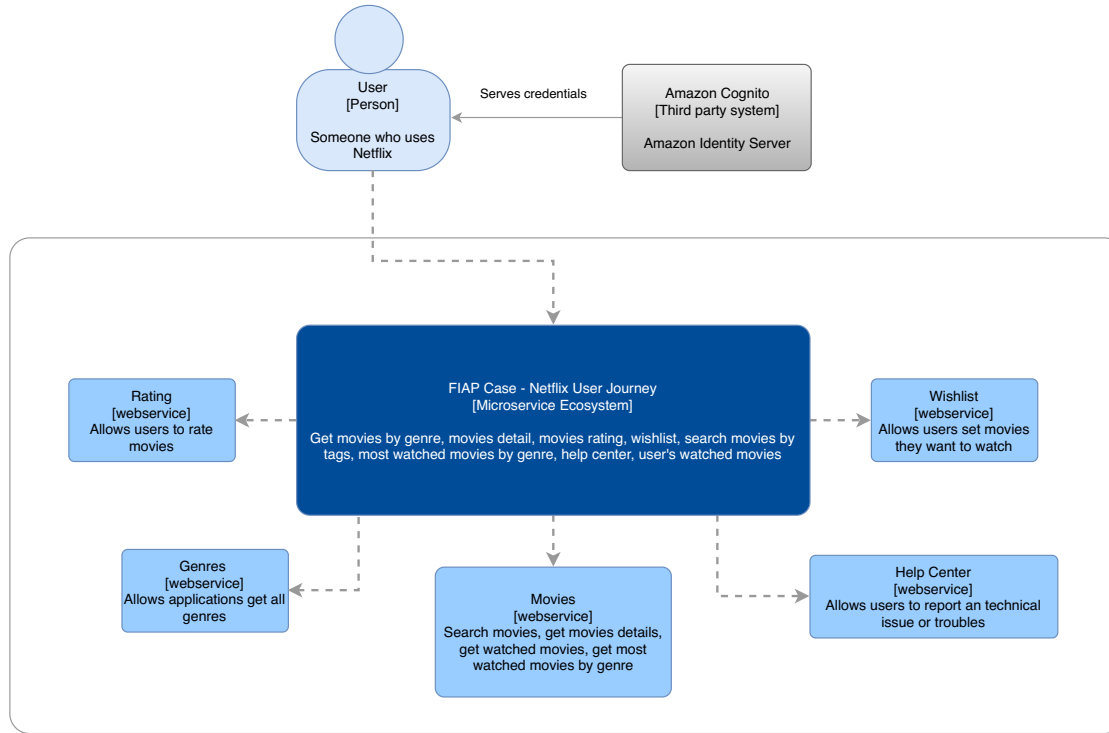 User
[Person]
Someone who uses
Netflix
Serves credentials
Amazon Cognito
[Third party system]
Amazon Identity Server
FIAP Case - Netflix User Journey
[Microservice Ecosystem]
Get movies by genre, movies detail, movies rating, wishlist, search movies by
tags, most watched movies by genre, help center, user's watched movies
Rating
[webservice]
Allows users to rate
movies
Wishlist
[webservice]
Allows users set movies
they want to watch
Genres
[webservice]
Allows applications get all
genres
Movies
[webservice]
Search movies, get movies details,
get watched movies, get most
watched movies by genre
Help Center
[webservice]
Allows users to report an technical
issue or troubles